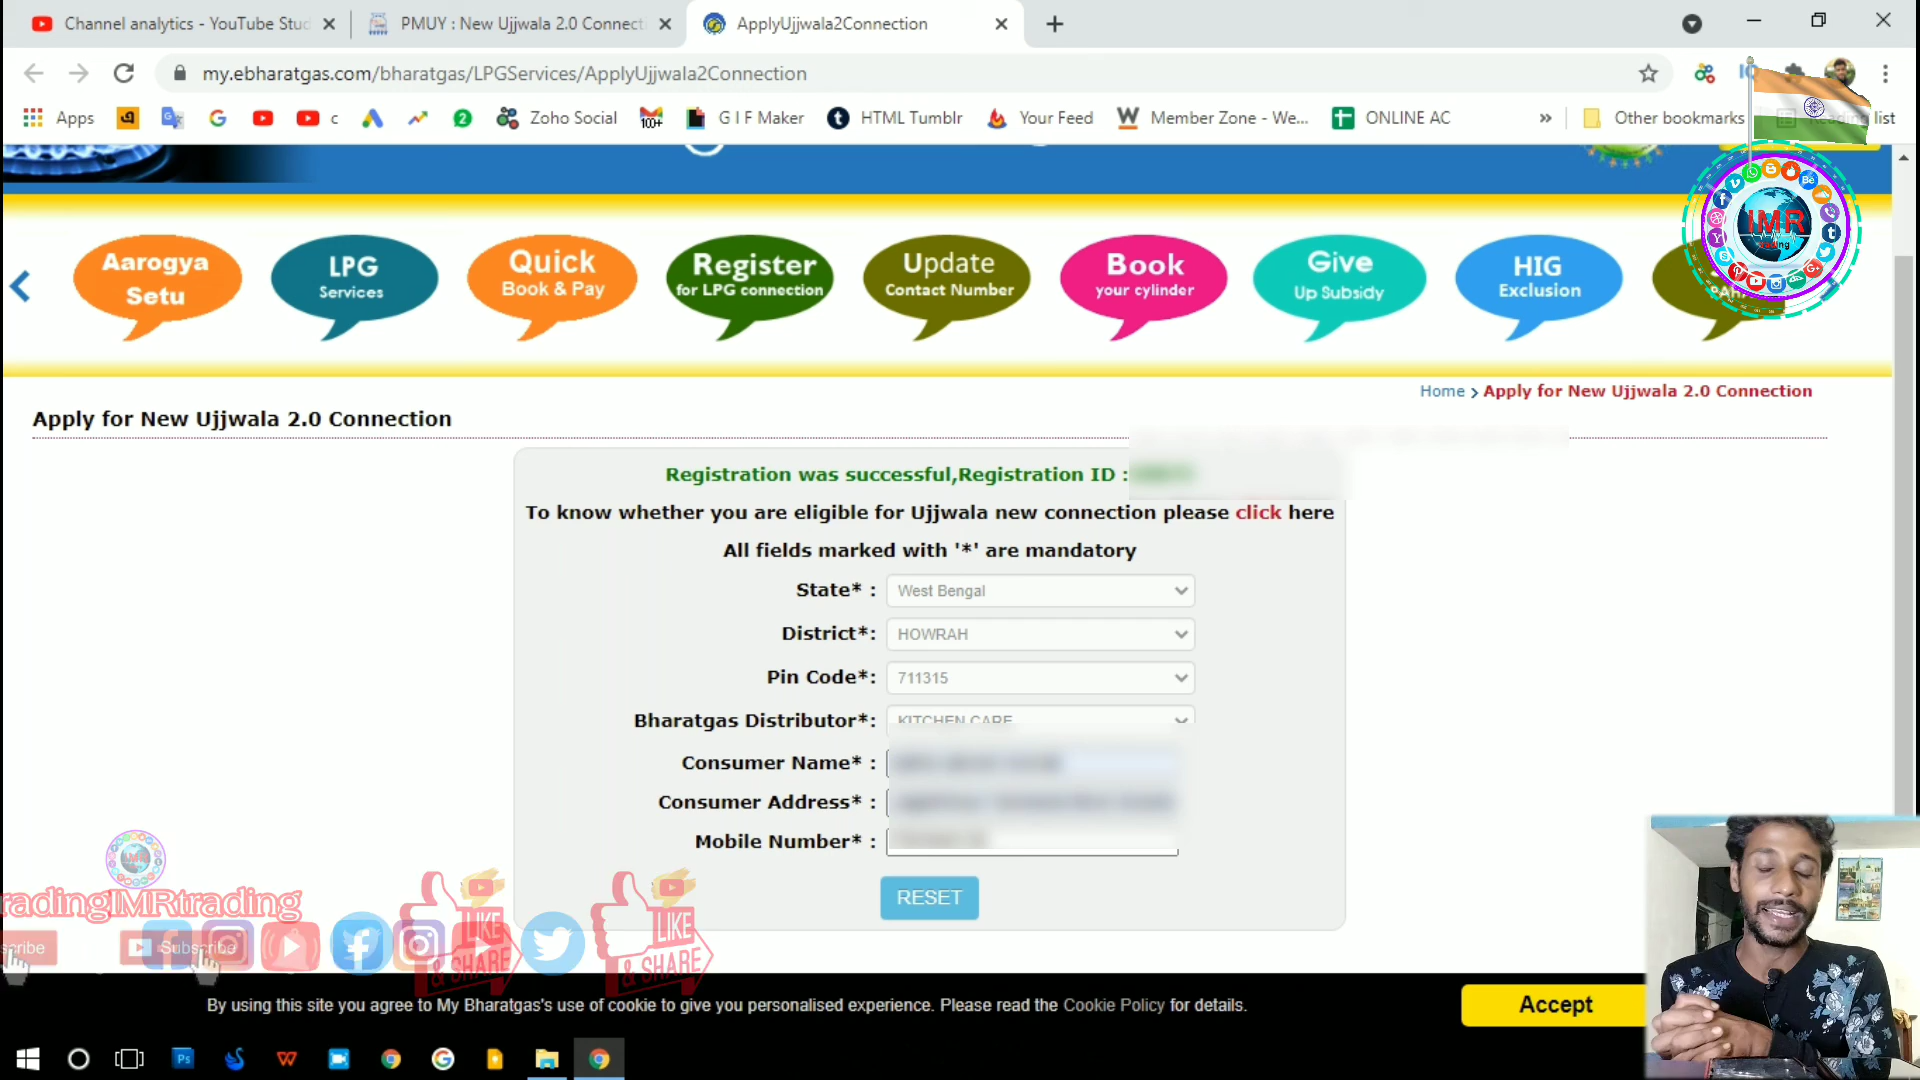 Channel analytics - YouTube Stud
PMUY : New Ujjwala 2.0 Connect
ApplyUjjwala2Connection
my.ebharatgas.com/bharatgas/LPGServices/ApplyUjjwala2Connection
Apps
c
Zoho Social
100+
G I F Maker
HTML Tumblr
Your Feed
Member Zone - We...
ONLINE AC
»
Other bookmarks
Reading list
IMR
Aarogya
Setu
LPG
Services
Quick
Book & Pay
Register
for LPG connection
Update
Contact Number
Book
your cylinder
Give
Up Subsidy
HIG
Exclusion
Home > Apply for New Ujjwala 2.0 Connection
Apply for New Ujjwala 2.0 Connection
Registration was successful,Registration ID :
To know whether you are eligible for Ujjwala new connection please click here
All fields marked with '*' are mandatory
State* : West Bengal
District*: HOWRAH
Pin Code*: 711315
Bharatgas Distributor*: KITCHEN CARE
Consumer Name* :
Consumer Address* :
Mobile Number* :
RESET
radingIMRtrading
scribe
Subscribe
LIKE
& SHARE
LIKE
& SHARE
By using this site you agree to My Bharatgas's use of cookie to give you personalised experience. Please read the Cookie Policy for details.
Accept
Ps